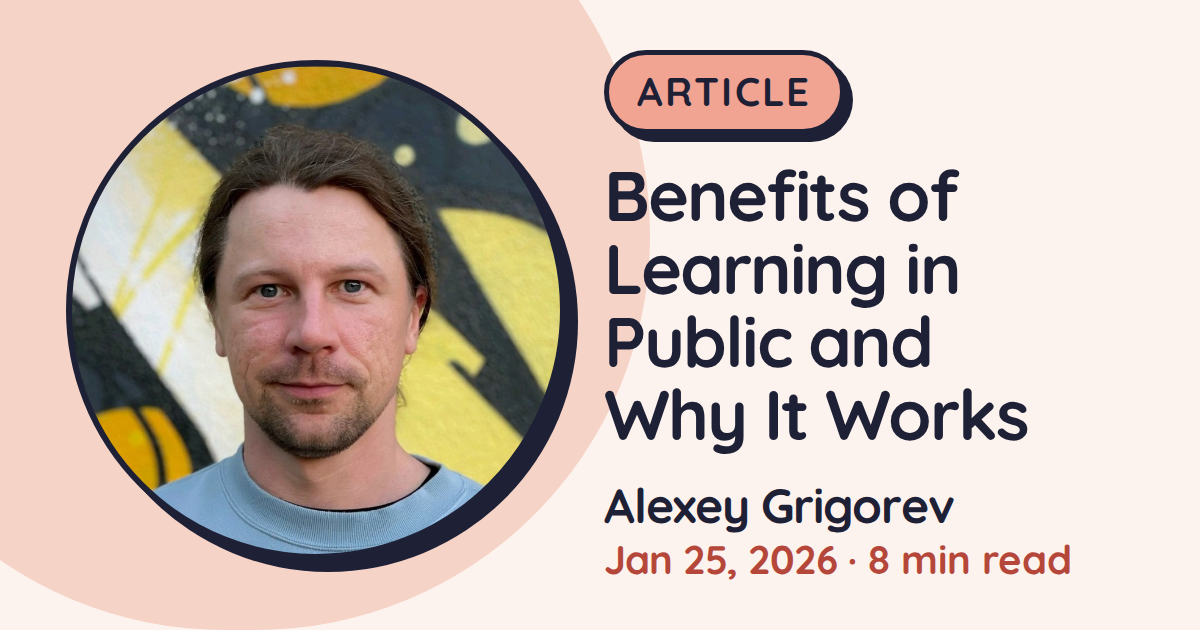 ARTICLE
Benefits of
Learning in
Public and
Why It Works
Alexey Grigorev
Jan 25, 2026 · 8 min read